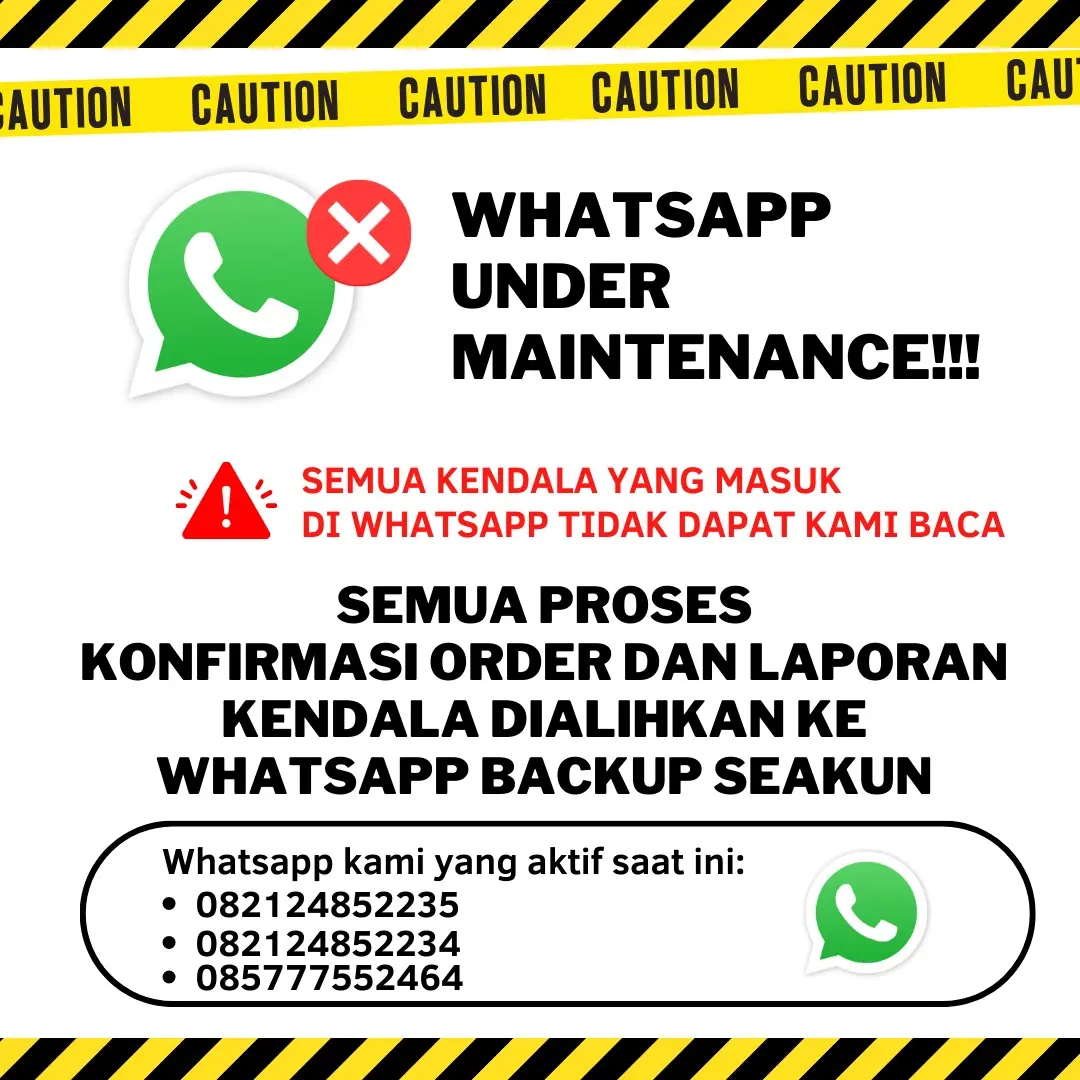 CAUTION CAUTION CAUTION CAUTION CAUTION CAU
WHATSAPP
UNDER
MAINTENANCE!!!
SEMUA KENDALA YANG MASUK
DI WHATSAPP TIDAK DAPAT KAMI BACA
SEMUA PROSES
KONFIRMASI ORDER DAN LAPORAN
KENDALA DIALIHKAN KE
WHATSAPP BACKUP SEAKUN
Whatsapp kami yang aktif saat ini:
• 082124852235
• 082124852234
• 085777552464